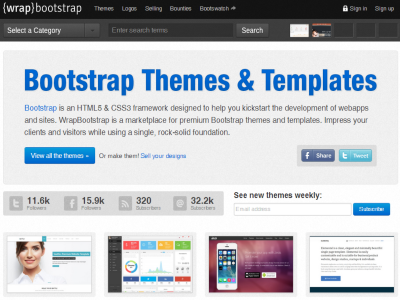 {wrap}bootstrap Themes Logos Selling Bounties Bootswatch Sign in Sign up
Select a Category Enter search terms Search
Bootstrap Themes & Templates
Bootstrap is an HTML5 & CSS3 framework designed to help you kickstart the development of webapps
and sites. WrapBootstrap is a marketplace for premium Bootstrap themes and templates. Impress your
clients and visitors while using a single, rock-solid foundation.
View all the themes Or make them! Sell your designs Share Tweet
11.6k Followers 15.9k Followers 320 Subscribers 32.2k Subscribers
See new themes weekly:
E-mail address Subscribe